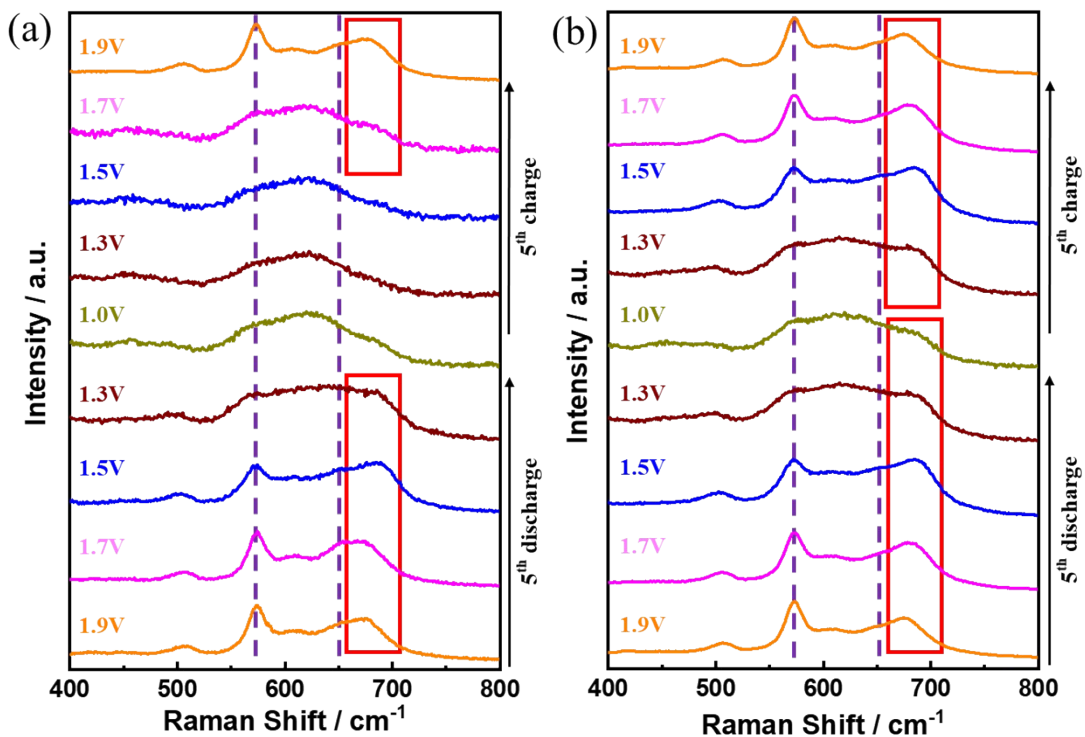 (a)
1.9V
1.7V
1.5V
1.3V
1.0V
1.3V
1.5V
1.7V
1.9V
5th charge
5th discharge
Intensity / a.u.
400 500 600 700 800
Raman Shift / cm-1
(b)
1.9V
1.7V
1.5V
1.3V
1.0V
1.3V
1.5V
1.7V
1.9V
5th charge
5th discharge
Intensity / a.u.
400 500 600 700 800
Raman Shift / cm-1